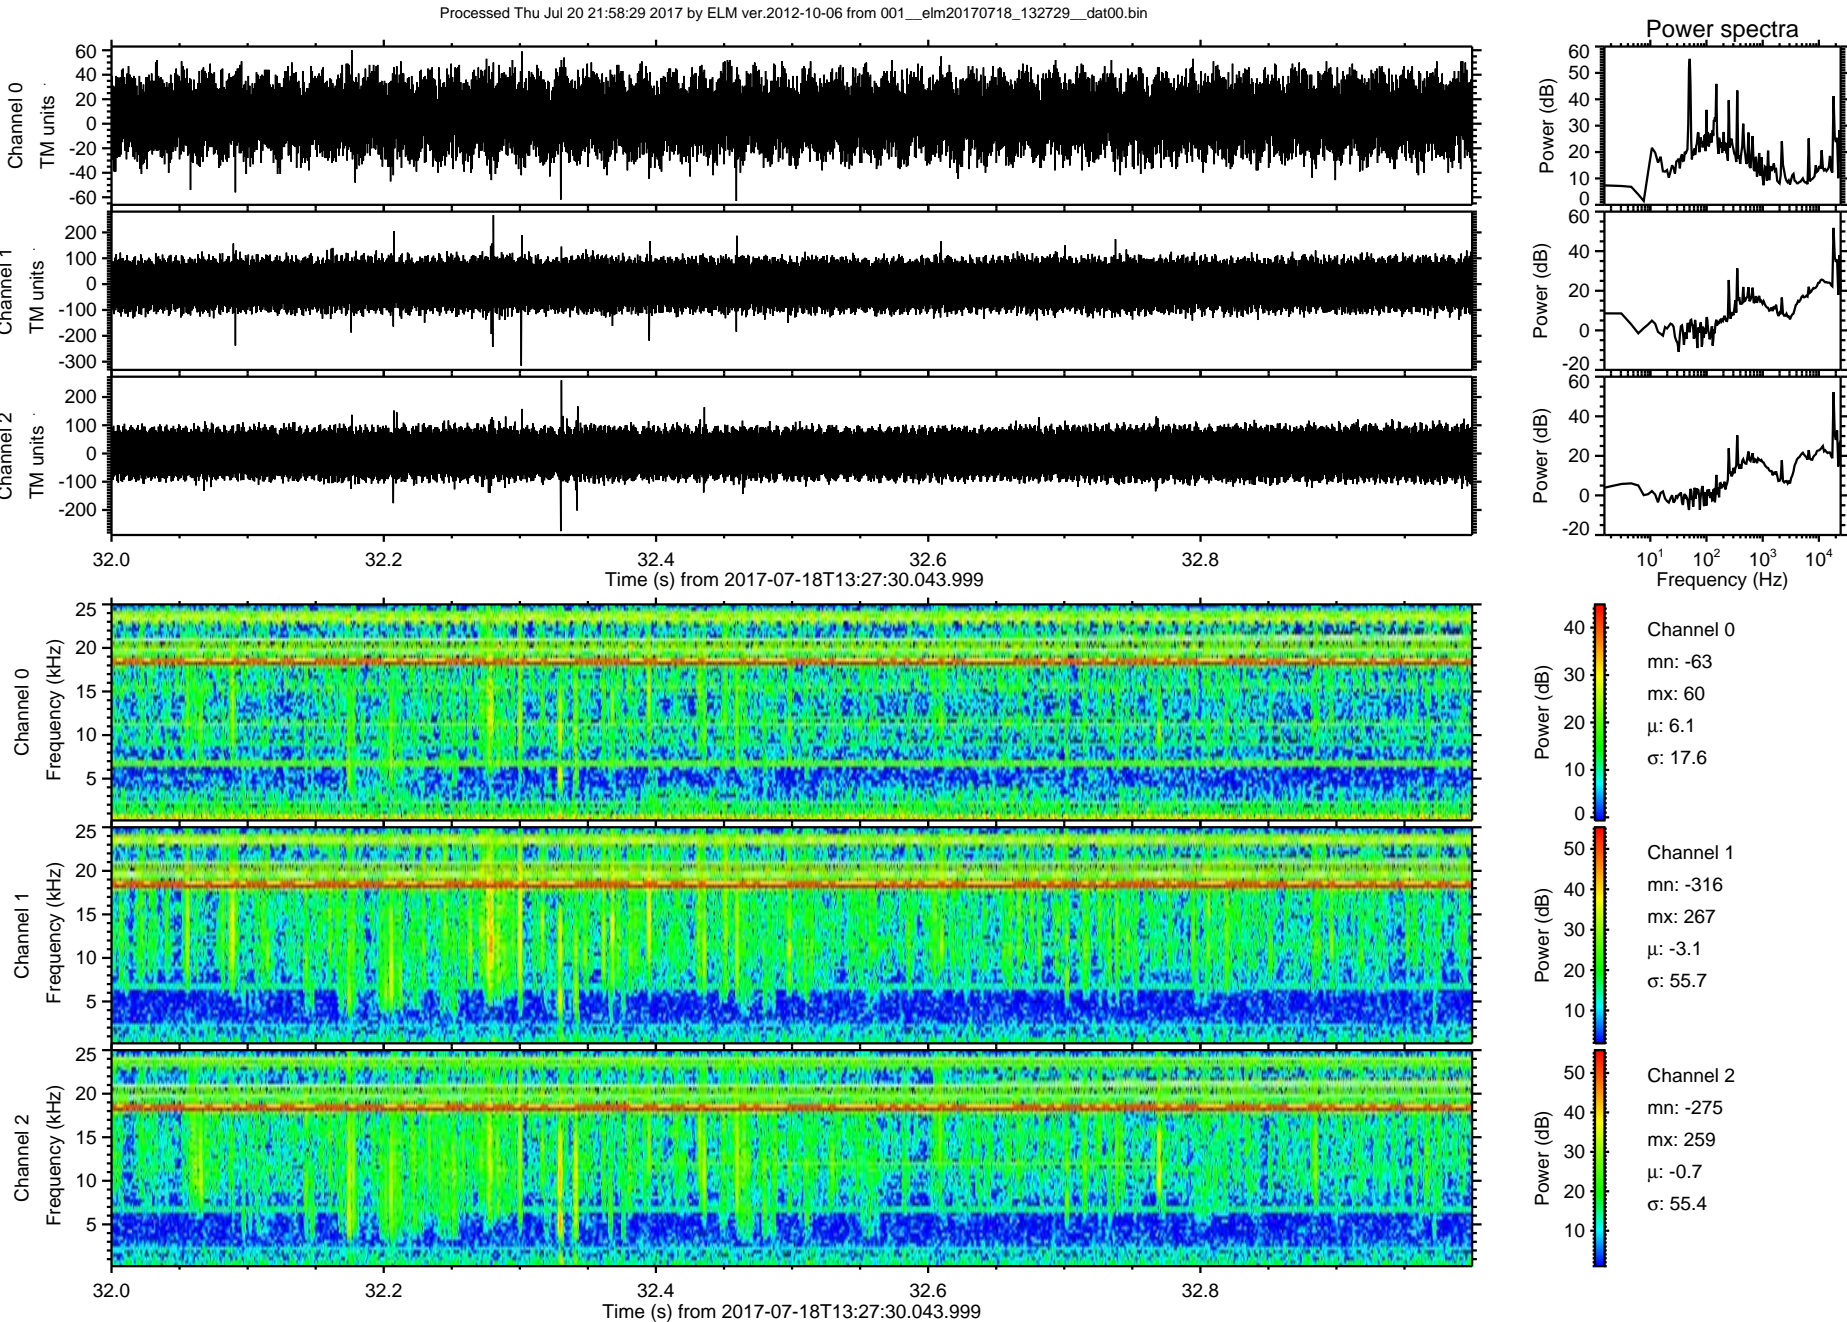 Processed Thu Jul 20 21:58:29 2017 by ELM ver.2012-10-06 from 001__elm20170718_132729__dat00.bin
Power spectra
Channel 0
TM units
60
40
20
0
-20
-40
-60
Power (dB)
60
50
40
30
20
10
0
Channel 1
TM units
200
100
0
-100
-200
-300
Power (dB)
60
40
20
0
-20
Channel 2
TM units
200
100
0
-100
-200
Power (dB)
60
40
20
0
-20
32.0 32.2 32.4 32.6 32.8
Time (s) from 2017-07-18T13:27:30.043.999
10^1 10^2 10^3 10^4
Frequency (Hz)
Channel 0
Frequency (kHz)
25
20
15
10
5
Power (dB)
40
30
20
10
0
Channel 0
mn: -63
mx: 60
μ: 6.1
σ: 17.6
Channel 1
Frequency (kHz)
25
20
15
10
5
Power (dB)
50
40
30
20
10
Channel 1
mn: -316
mx: 267
μ: -3.1
σ: 55.7
Channel 2
Frequency (kHz)
25
20
15
10
5
Power (dB)
50
40
30
20
10
Channel 2
mn: -275
mx: 259
μ: -0.7
σ: 55.4
32.0 32.2 32.4 32.6 32.8
Time (s) from 2017-07-18T13:27:30.043.999